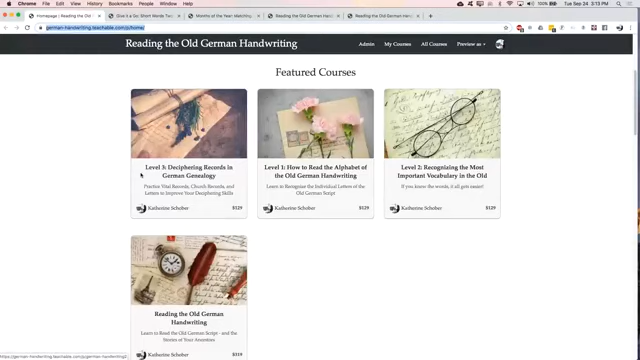 Chrome File Edit View History Bookmarks People Window Help
100% Tue Sep 24 3:13 PM
Homepage | Reading the Old
Give it a Go: Short Words Two
Months of the Year: Matching
Reading the Old German Hand
Reading the Old German Hand
german-handwriting.teachable.com/p/home/
Reading the Old German Handwriting
Admin My Courses All Courses Preview as
Featured Courses
Level 3: Deciphering Records in
German Genealogy
Practice Vital Records, Church Records, and
Letters to Improve Your Deciphering Skills
Katherine Schober $129
Level 1: How to Read the Alphabet of
the Old German Handwriting
Learn to Recognize the Individual Letters of the
Old German Script
Katherine Schober $129
Level 2: Recognizing the Most
Important Vocabulary in the Old
If you know the words, it all gets easier!
Katherine Schober $129
Reading the Old German
Handwriting
Learn to Read the Old German Script - and the
Stories of Your Ancestors
Katherine Schober $319